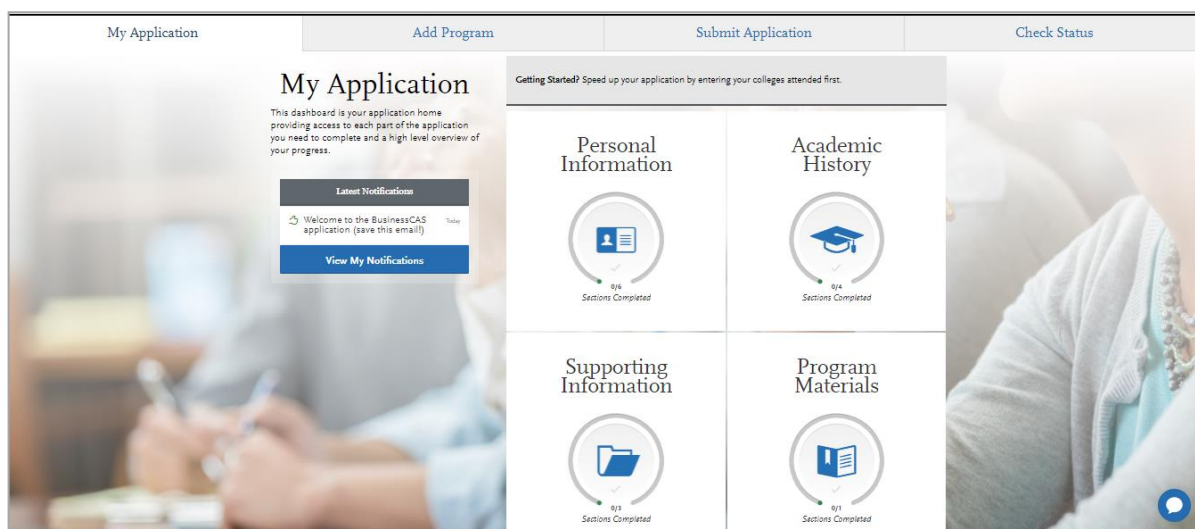 My Application
Add Program
Submit Application
Check Status
My Application
This dashboard is your application home
providing access to each part of the application
you need to complete and a high level overview of
your progress.
Latest Notifications
Welcome to the BusinessCAS
application (save this email!)
Today
View My Notifications
Getting Started? Speed up your application by entering your colleges attended first.
Personal
Information
0/6
Sections Completed
Academic
History
0/4
Sections Completed
Supporting
Information
0/3
Sections Completed
Program
Materials
0/1
Sections Completed